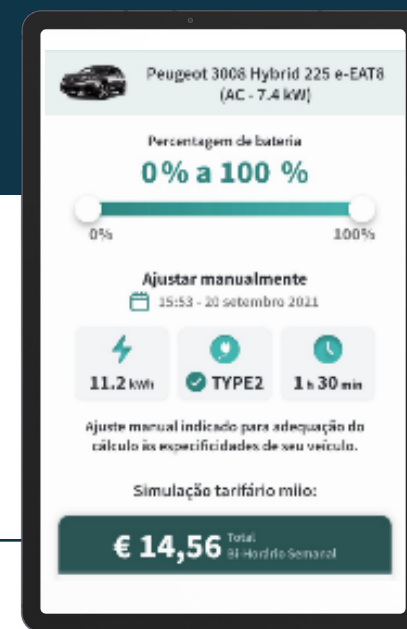 Peugeot 3008 Hybrid 225 e-EAT8
(AC - 7.4 kW)
Percentagem de bateria
0% a 100 %
0% 100%
Ajustar manualmente
15:53 - 20 setembro 2021
11.2 kWh TYPE2 1 h 30 min
Ajuste manual indicado para adequação do
cálculo às especificidades de seu veículo.
Simulação tarifário miio:
€ 14,56 Total
Bi-Horário Semanal